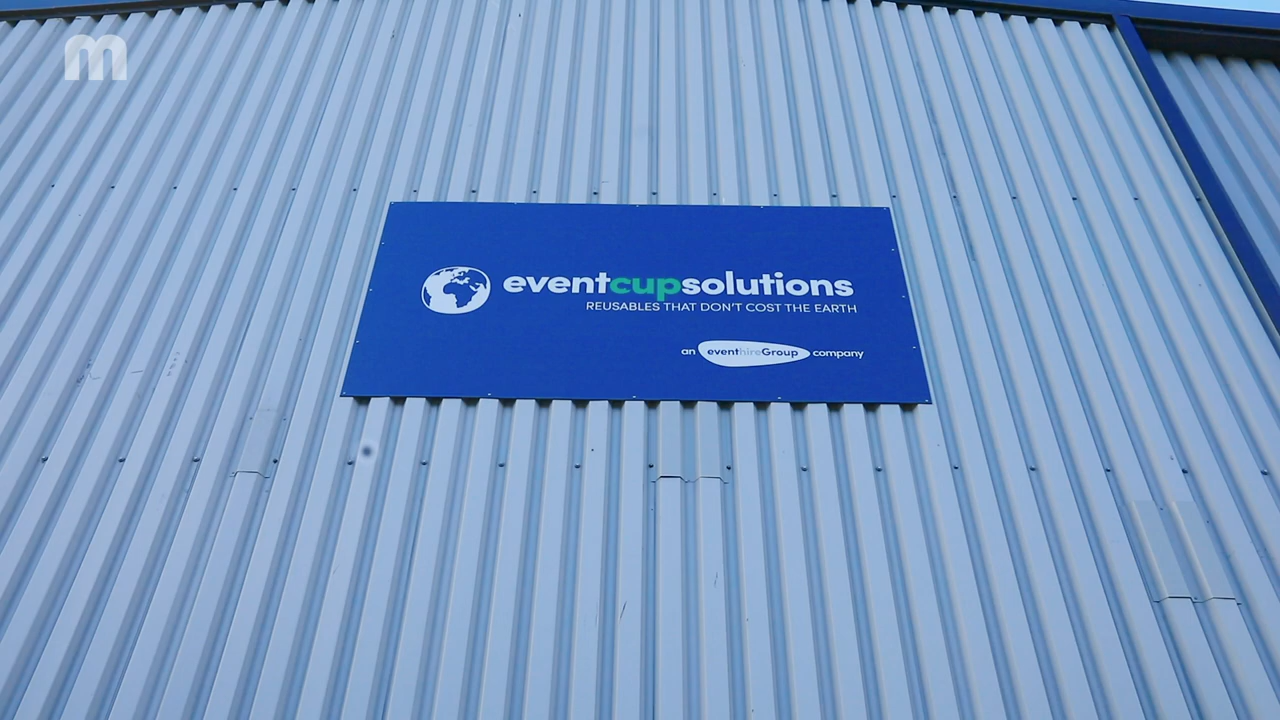 m
eventcupsolutions
REUSABLES THAT DON'T COST THE EARTH
an eventhireGroup company